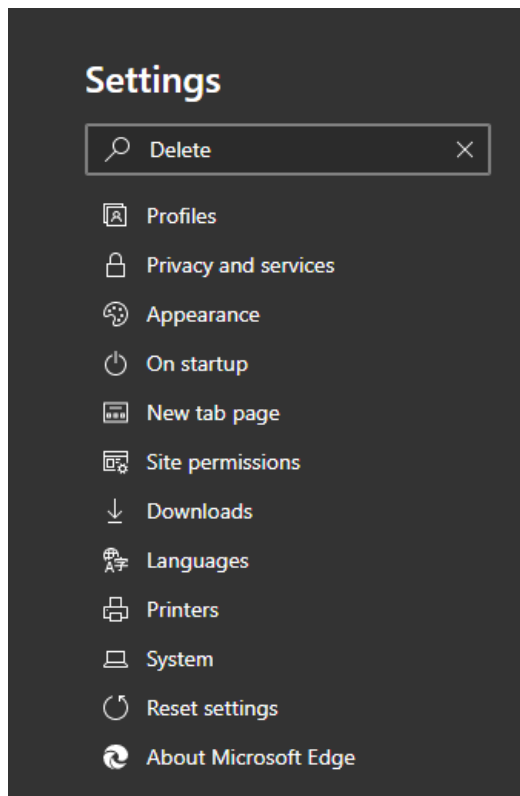 Settings
Delete
Profiles
Privacy and services
Appearance
On startup
New tab page
Site permissions
Downloads
Languages
Printers
System
Reset settings
About Microsoft Edge